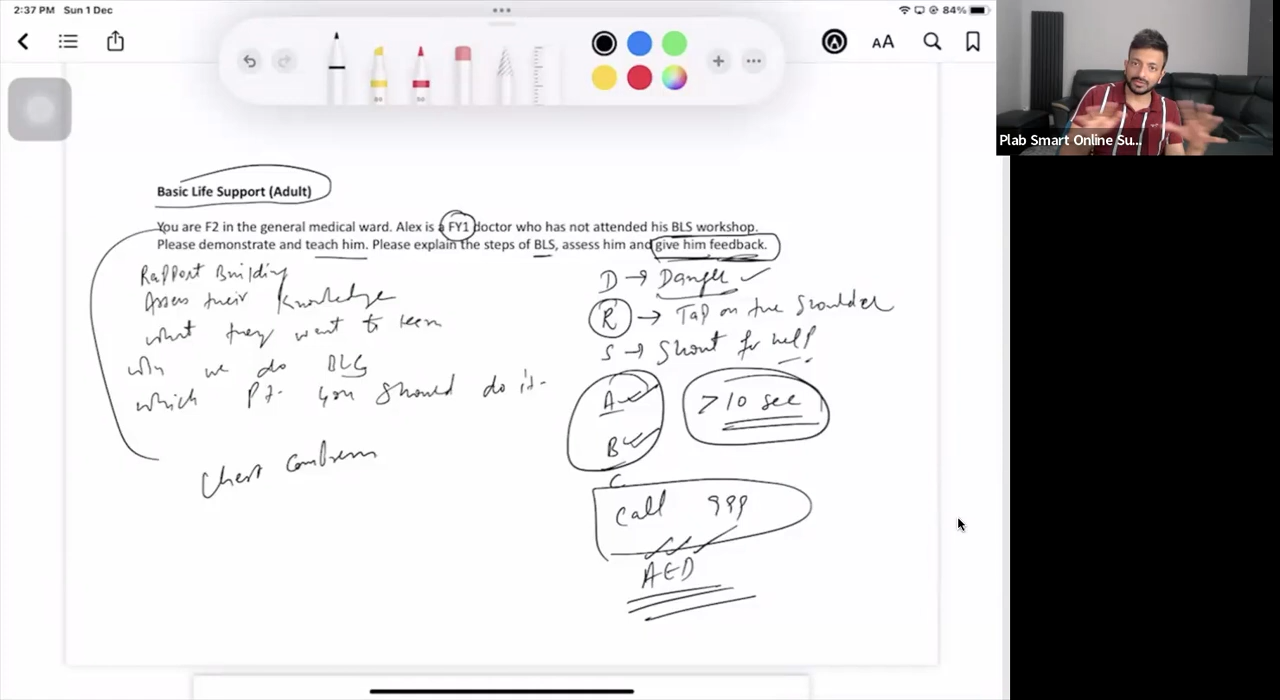 2:37 PM Sun 1 Dec
84%
AA
Plab Smart Online Su...
Basic Life Support (Adult)
You are F2 in the general medical ward. Alex is a FY1 doctor who has not attended his BLS workshop.
Please demonstrate and teach him. Please explain the steps of BLS, assess him and give him feedback.
Rapport Building
Assess their Knowledge
what they want to learn
why we do BLS
which Pt. you should do it-
Chest
D → Danger
R → Tap on the shoulder
S → Shout for help
A
> 10 sec
B
C
Call 999
AED